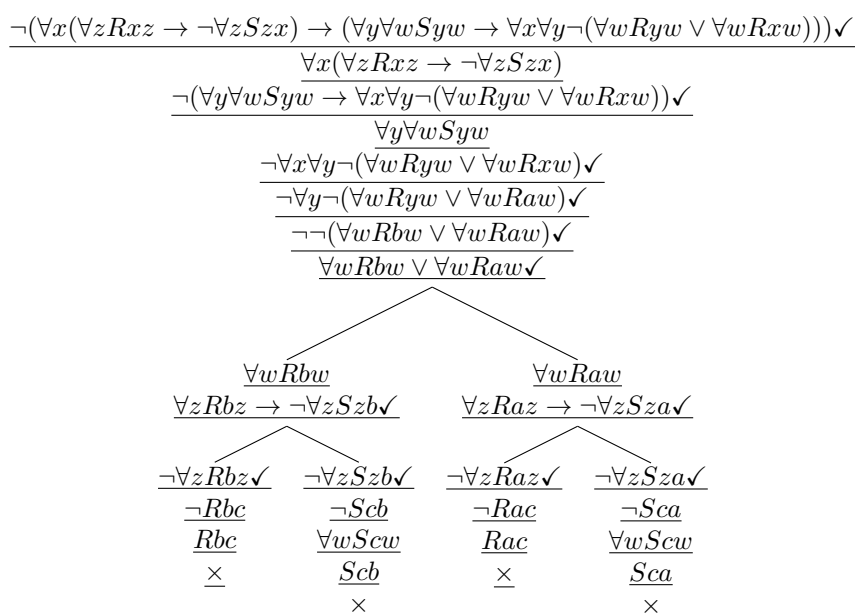 ¬(∀x(∀zRxz → ¬∀zSzx) → (∀y∀wSyw → ∀x∀y¬(∀wRyw ∨ ∀wRxw)))✓
∀x(∀zRxz → ¬∀zSzx)
¬(∀y∀wSyw → ∀x∀y¬(∀wRyw ∨ ∀wRxw))✓
∀y∀wSyw
¬∀x∀y¬(∀wRyw ∨ ∀wRxw)✓
¬∀y¬(∀wRyw ∨ ∀wRaw)✓
¬¬(∀wRbw ∨ ∀wRaw)✓
∀wRbw ∨ ∀wRaw✓
∀wRbw ∀wRaw
∀zRbz → ¬∀zSzb✓ ∀zRaz → ¬∀zSza✓
¬∀zRbz✓ ¬∀zSzb✓ ¬∀zRaz✓ ¬∀zSza✓
¬Rbc ¬Scb ¬Rac ¬Sca
Rbc ∀wScw Rac ∀wScw
× Scb × Sca
× ×